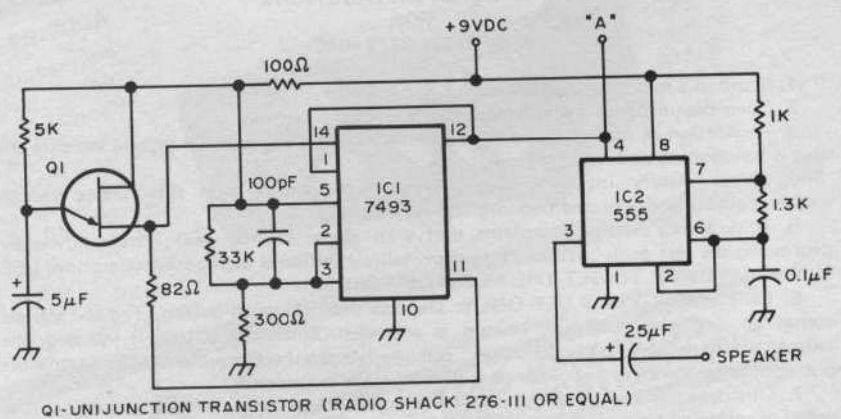 +9VDC
"A"
100Ω
5K
Q1
14
1
12
100pF
5
IC1
7493
2
33K
3
11
82Ω
10
5µF
+
300Ω
4
8
1K
7
IC2
555
3
6
1.3K
1
2
0.1µF
25µF
+
SPEAKER
Q1-UNIJUNCTION TRANSISTOR (RADIO SHACK 276-111 OR EQUAL)